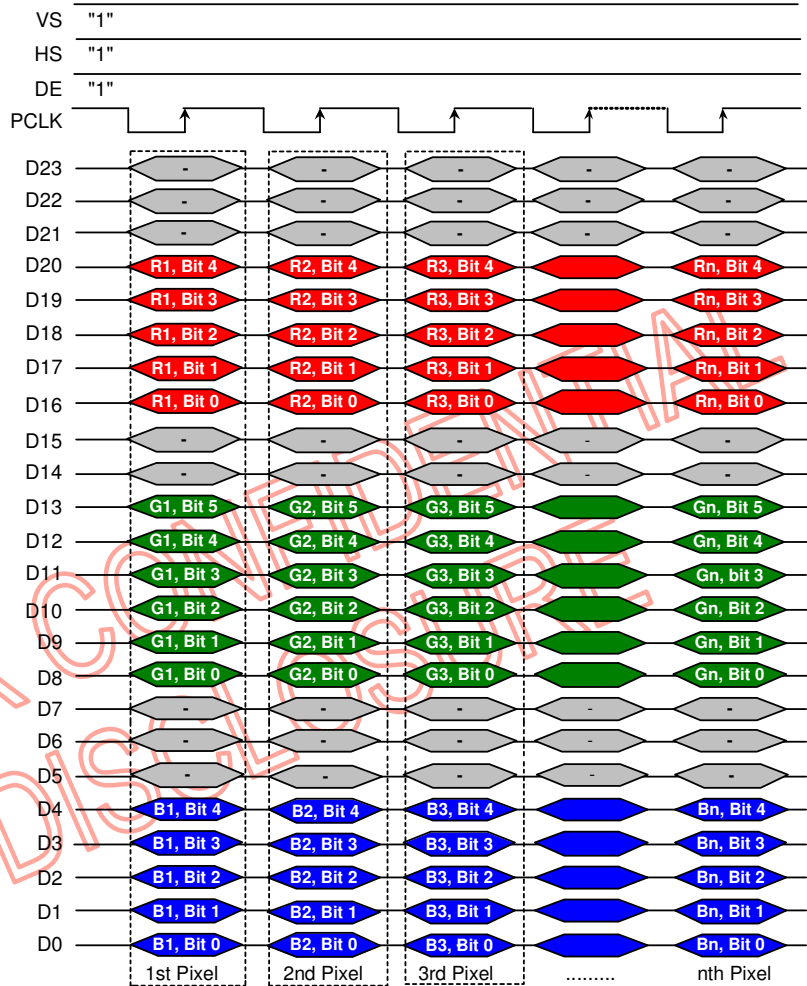 VS "1"
HS "1"
DE "1"
PCLK
D23 - - - - -
D22 - - - - -
D21 - - - - -
D20 R1, Bit 4 R2, Bit 4 R3, Bit 4 Rn, Bit 4
D19 R1, Bit 3 R2, Bit 3 R3, Bit 3 Rn, Bit 3
D18 R1, Bit 2 R2, Bit 2 R3, Bit 2 Rn, Bit 2
D17 R1, Bit 1 R2, Bit 1 R3, Bit 1 Rn, Bit 1
D16 R1, Bit 0 R2, Bit 0 R3, Bit 0 Rn, Bit 0
D15 - - - - -
D14 - - - - -
D13 G1, Bit 5 G2, Bit 5 G3, Bit 5 Gn, Bit 5
D12 G1, Bit 4 G2, Bit 4 G3, Bit 4 Gn, Bit 4
D11 G1, Bit 3 G2, Bit 3 G3, Bit 3 Gn, bit 3
D10 G1, Bit 2 G2, Bit 2 G3, Bit 2 Gn, Bit 2
D9 G1, Bit 1 G2, Bit 1 G3, Bit 1 Gn, Bit 1
D8 G1, Bit 0 G2, Bit 0 G3, Bit 0 Gn, Bit 0
D7 - - - - -
D6 - - - - -
D5 - - - - -
D4 B1, Bit 4 B2, Bit 4 B3, Bit 4 Bn, Bit 4
D3 B1, Bit 3 B2, Bit 3 B3, Bit 3 Bn, Bit 3
D2 B1, Bit 2 B2, Bit 2 B3, Bit 2 Bn, Bit 2
D1 B1, Bit 1 B2, Bit 1 B3, Bit 1 Bn, Bit 1
D0 B1, Bit 0 B2, Bit 0 B3, Bit 0 Bn, Bit 0
1st Pixel 2nd Pixel 3rd Pixel ......... nth Pixel
CONFIDENTIAL
DISCLOSURE